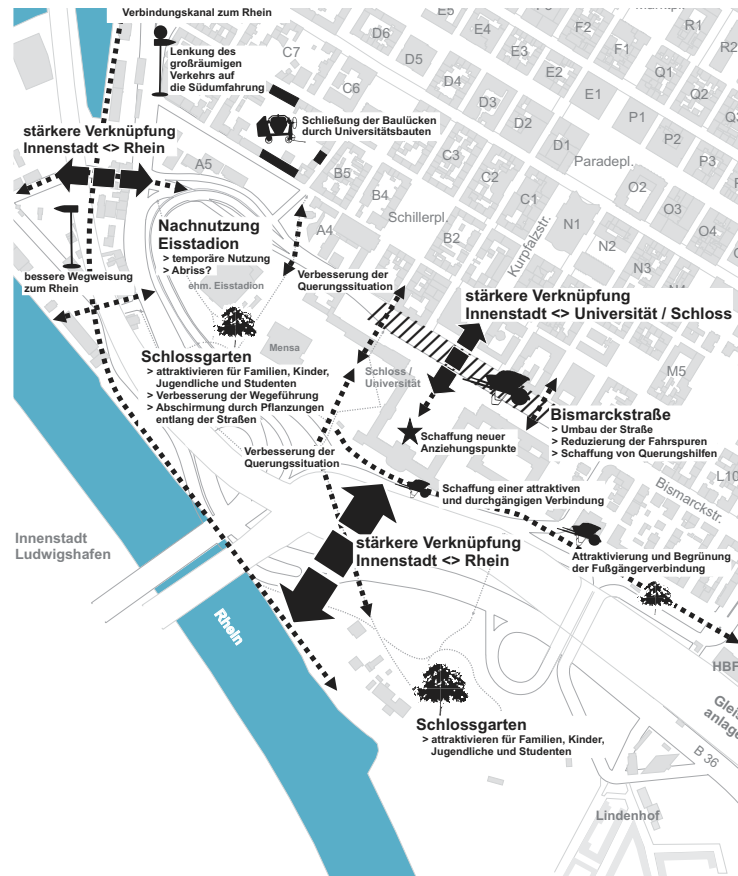 Verbindungskanal zum Rhein
Lenkung des
großräumigen
Verkehrs auf
die Südumfahrung
Schließung der Baulücken
durch Universitätsbauten
stärkere Verknüpfung
Innenstadt <> Rhein
Nachnutzung
Eisstadion
> temporäre Nutzung
> Abriss?
ehm. Eisstadion
bessere Wegweisung
zum Rhein
Verbesserung der
Querungssituation
stärkere Verknüpfung
Innenstadt <> Universität / Schloss
Schlossgarten
> attraktivieren für Familien, Kinder,
Jugendliche und Studenten
> Verbesserung der Wegeführung
> Abschirmung durch Pflanzungen
entlang der Straßen
Mensa
Schloss /
Universität
Bismarckstraße
> Umbau der Straße
> Reduzierung der Fahrspuren
> Schaffung von Querungshilfen
Schaffung neuer
Anziehungspunkte
Verbesserung der
Querungssituation
Schaffung einer attraktiven
und durchgängigen Verbindung
Innenstadt
Ludwigshafen
stärkere Verknüpfung
Innenstadt <> Rhein
Attraktivierung und Begrünung
der Fußgängerverbindung
Rhein
Schlossgarten
> attraktivieren für Familien, Kinder,
Jugendliche und Studenten
HBF
Gleis
anlage
B 36
Lindenhof
Bismarckstr.
L10
M5
Kurpfalzstr.
Schillerpl.
Paradepl.
A4
A5
B2
B4
B5
C1
C2
C3
C6
C7
D1
D2
D3
D4
D5
D6
E1
E2
E3
E4
E5
F1
F2
N1
N2
N3
O2
O3
O4
P1
P2
P3
Q1
Q2
R1
R2